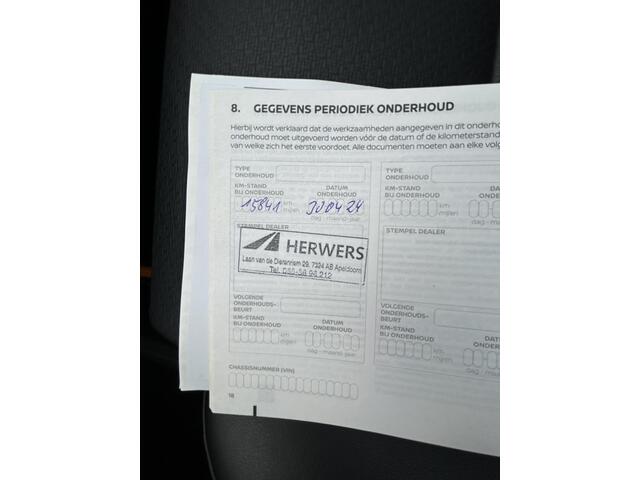 8. GEGEVENS PERIODIEK ONDERHOUD
Hierbij wordt verklaard dat de werkzaamheden aangegeven in dit onderho
onderhoud moet uitgevoerd worden vóór de datum of de kilometerstand
van welke zich het eerste voordoet. Alle documenten moeten aan elke volg
TYPE
ONDERHOUD
KM-STAND
BIJ ONDERHOUD
DATUM
ONDERHOUD
15841
km
mijlen
300424
dag - maand - jaar
STEMPEL DEALER
HERWERS
Laan van de Dierenriem 29, 7324 AB Apeldoorn
VOLGENDE
ONDERHOUDS-
BEURT
KM-STAND
BIJ ONDERHOUD
DATUM
ONDERHOUD
km
mijlen
dag - maand - jaar
CHASSISNUMMER (VIN)
18
TYPE
ONDERHOUD
KM-STAND
BIJ ONDERHOUD
km
mijlen
STEMPEL DEALER
VOLGENDE
ONDERHOUDS-
BEURT
KM-STAND
BIJ ONDERHOUD
km
mijlen
dag